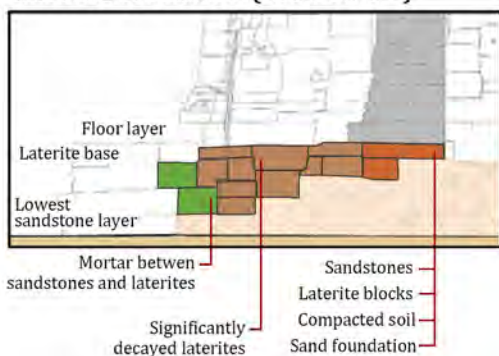 Floor layer
Laterite base
Lowest
sandstone layer
Mortar betwen
sandstones and laterites
Significantly
decayed laterites
Sandstones
Laterite blocks
Compacted soil
Sand foundation